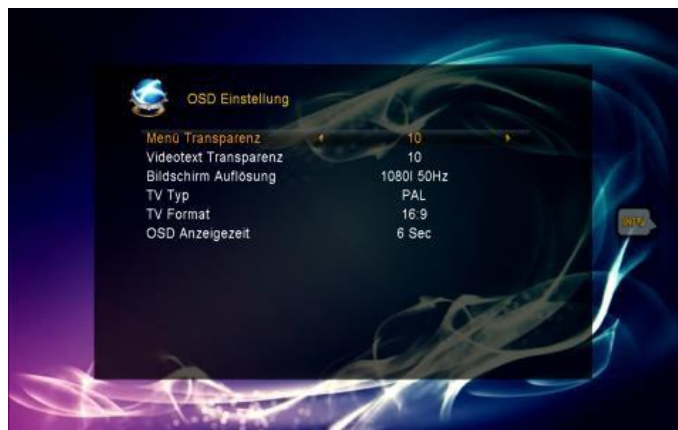 OSD Einstellung
Menü Transparenz 10
Videotext Transparenz 10
Bildschirm Auflösung 1080I 50Hz
TV Typ PAL
TV Format 16:9
OSD Anzeigezeit 6 Sec